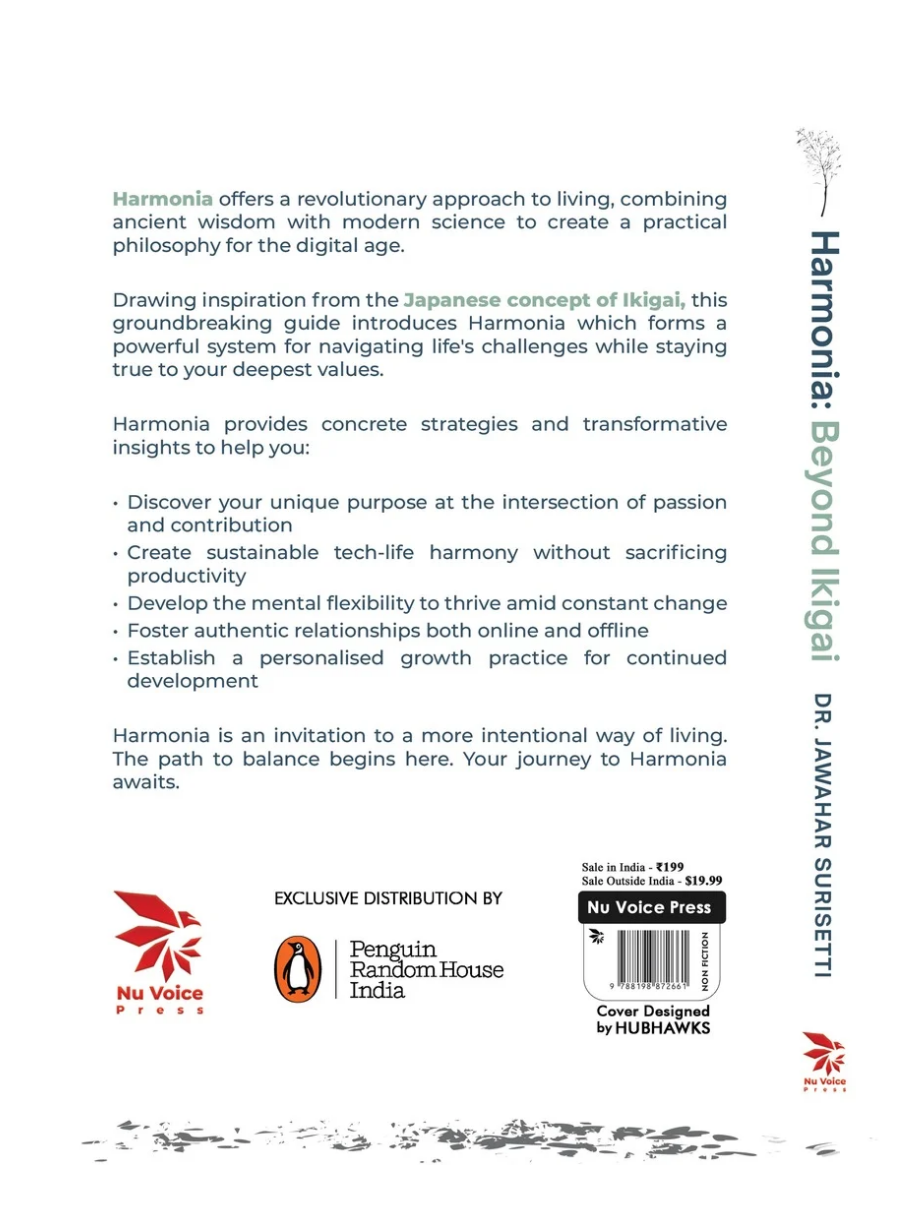 Harmonia offers a revolutionary approach to living, combining
ancient wisdom with modern science to create a practical
philosophy for the digital age.
Drawing inspiration from the Japanese concept of Ikigai, this
groundbreaking guide introduces Harmonia which forms a
powerful system for navigating life's challenges while staying
true to your deepest values.
Harmonia provides concrete strategies and transformative
insights to help you:
• Discover your unique purpose at the intersection of passion
and contribution
• Create sustainable tech-life harmony without sacrificing
productivity
• Develop the mental flexibility to thrive amid constant change
• Foster authentic relationships both online and offline
• Establish a personalised growth practice for continued
development
Harmonia is an invitation to a more intentional way of living.
The path to balance begins here. Your journey to Harmonia
awaits.
Nu Voice
Press
EXCLUSIVE DISTRIBUTION BY
Penguin
Random House
India
Sale in India - ₹199
Sale Outside India - $19.99
Nu Voice Press
NON FICTION
9 788198 872661
Cover Designed
by HUBHAWKS
Harmonia: Beyond Ikigai DR. JAWAHAR SURISETTI
Nu Voice
Press